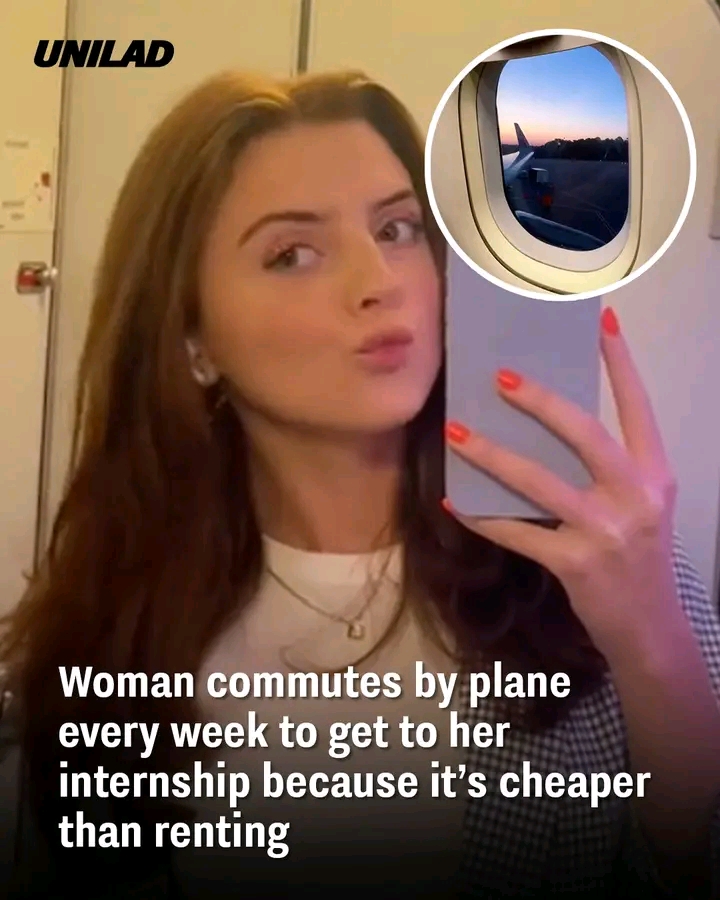 UNILAD
Woman commutes by plane
every week to get to her
internship because it's cheaper
than renting